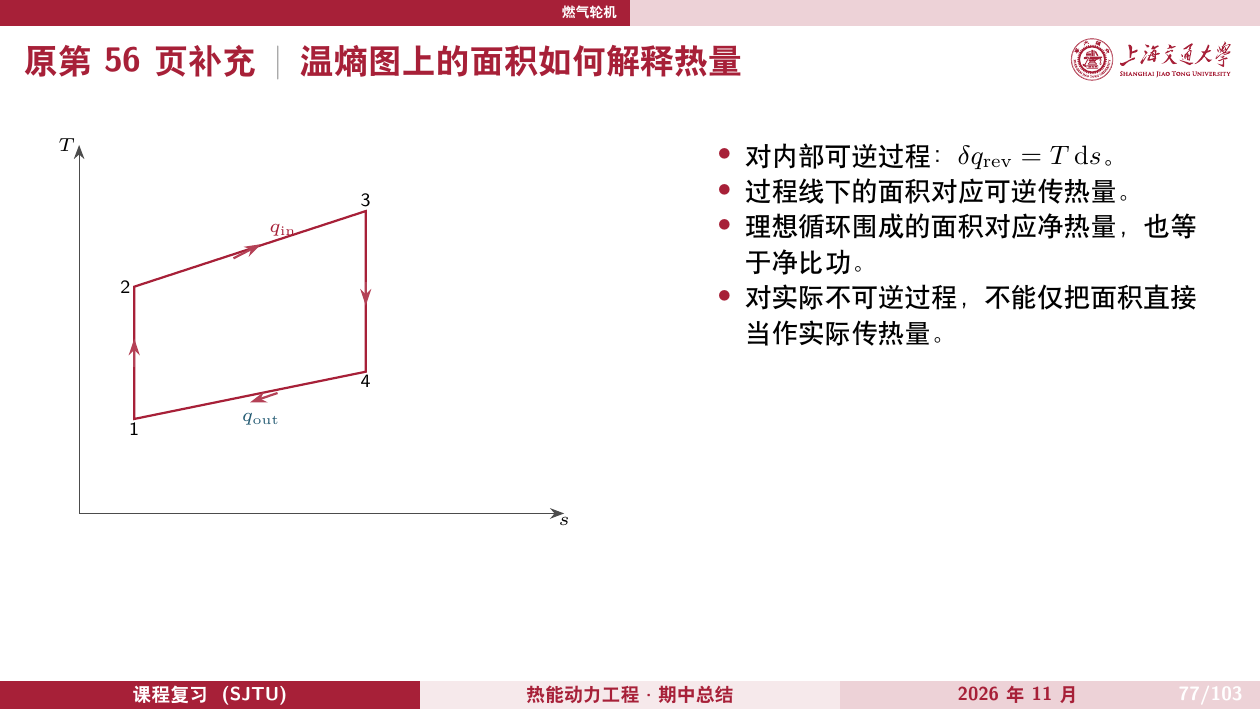 燃气轮机
原第 56 页补充 | 温熵图上的面积如何解释热量
上海交通大学
SHANGHAI JIAO TONG UNIVERSITY
T
3
q_in
2
4
q_out
1
s
• 对内部可逆过程：δq_rev = T ds。
• 过程线下的面积对应可逆传热量。
• 理想循环围成的面积对应净热量，也等
于净比功。
• 对实际不可逆过程，不能仅把面积直接
当作实际传热量。
课程复习（SJTU） 热能动力工程 · 期中总结 2026 年 11 月 77/103